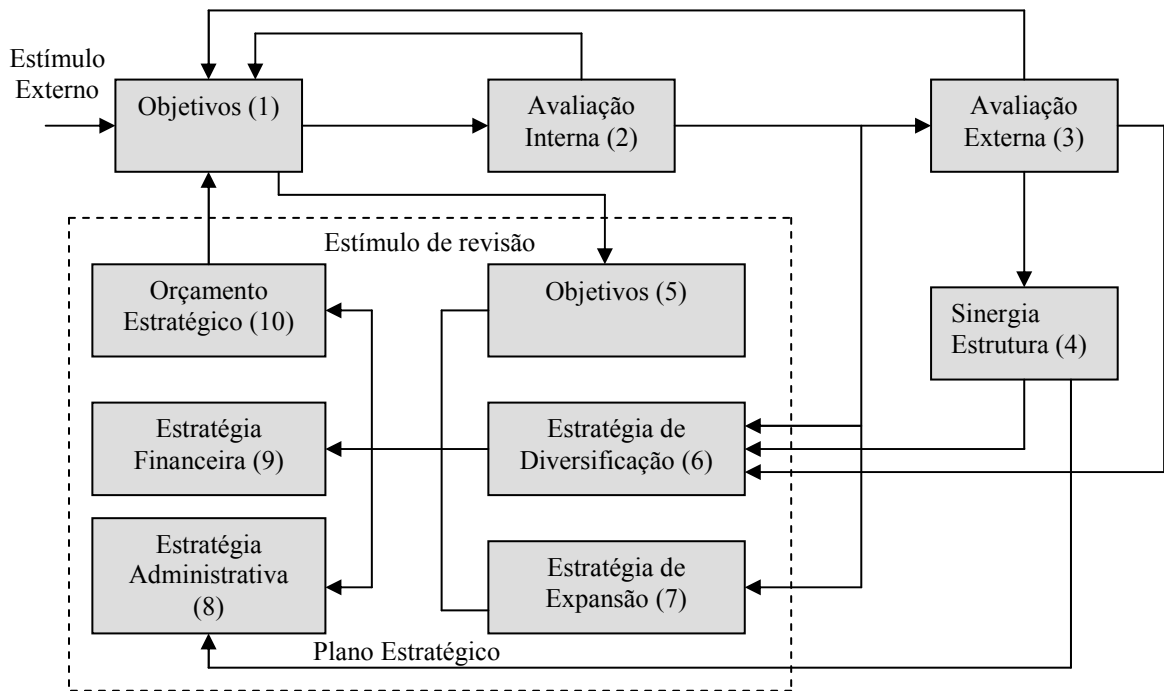 Estímulo
Externo
Objetivos (1)
Avaliação
Interna (2)
Avaliação
Externa (3)
Estímulo de revisão
Orçamento
Estratégico (10)
Objetivos (5)
Sinergia
Estrutura (4)
Estratégia
Financeira (9)
Estratégia de
Diversificação (6)
Estratégia
Administrativa
(8)
Estratégia de
Expansão (7)
Plano Estratégico